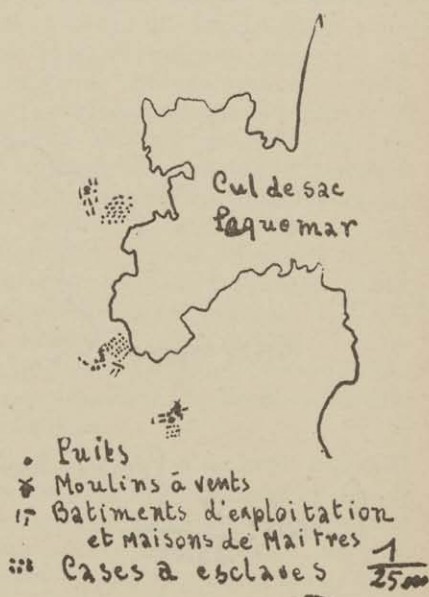 Cul de sac
Paquemar
Puits
Moulins à vents
Batiments d'exploitation
et Maisons de Maitres
Cases a esclaves
1
25000